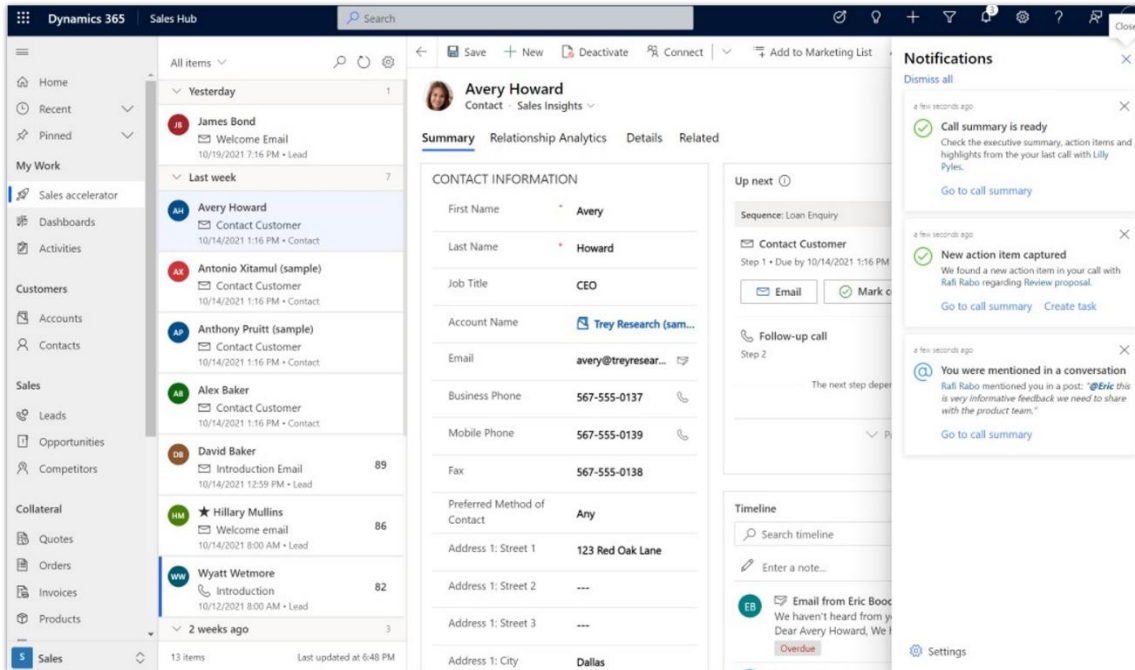 Dynamics 365
Sales Hub
Search
3
Close
Home
Recent
Pinned
My Work
Sales accelerator
Dashboards
Activities
Customers
Accounts
Contacts
Sales
Leads
Opportunities
Competitors
Collateral
Quotes
Orders
Invoices
Products
S Sales
All items
Yesterday 1
JB
James Bond
Welcome Email
10/19/2021 7:16 PM • Lead
Last week 7
AH
Avery Howard
Contact Customer
10/14/2021 1:16 PM • Contact
AX
Antonio Xitamul (sample)
Contact Customer
10/14/2021 1:16 PM • Contact
AP
Anthony Pruitt (sample)
Contact Customer
10/14/2021 1:16 PM • Contact
AB
Alex Baker
Contact Customer
10/14/2021 1:16 PM • Contact
DB
David Baker
Introduction Email 89
10/14/2021 12:59 PM • Lead
HM
★ Hillary Mullins
Welcome email 86
10/14/2021 8:00 AM • Lead
WW
Wyatt Wetmore
Introduction 82
10/12/2021 8:00 AM • Lead
2 weeks ago 3
13 items Last updated at 6:48 PM
Save New Deactivate Connect Add to Marketing List
Avery Howard
Contact · Sales Insights
Summary Relationship Analytics Details Related
CONTACT INFORMATION
First Name * Avery
Last Name * Howard
Job Title CEO
Account Name Trey Research (sam...
Email avery@treyresear...
Business Phone 567-555-0137
Mobile Phone 567-555-0139
Fax 567-555-0138
Preferred Method of
Contact Any
Address 1: Street 1 123 Red Oak Lane
Address 1: Street 2 ---
Address 1: Street 3 ---
Address 1: City Dallas
Up next
Sequence: Loan Enquiry
Contact Customer
Step 1 • Due by 10/14/2021 1:16 PM
Email Mark
Follow-up call
Step 2
The next step
Timeline
Search timeline
Enter a note...
EB
Email from Eric
We haven't heard from
Dear Avery Howard, We
Overdue
Notifications
Dismiss all
a few seconds ago
Call summary is ready
Check the executive summary, action items and
highlights from the your last call with Lilly
Pyles.
Go to call summary
a few seconds ago
New action item captured
We found a new action item in your call with
Rafi Rabo regarding Review proposal.
Go to call summary Create task
a few seconds ago
You were mentioned in a conversation
Rafi Rabo mentioned you in a post: "@Eric this
is very informative feedback we need to share
with the product team."
Go to call summary
Settings